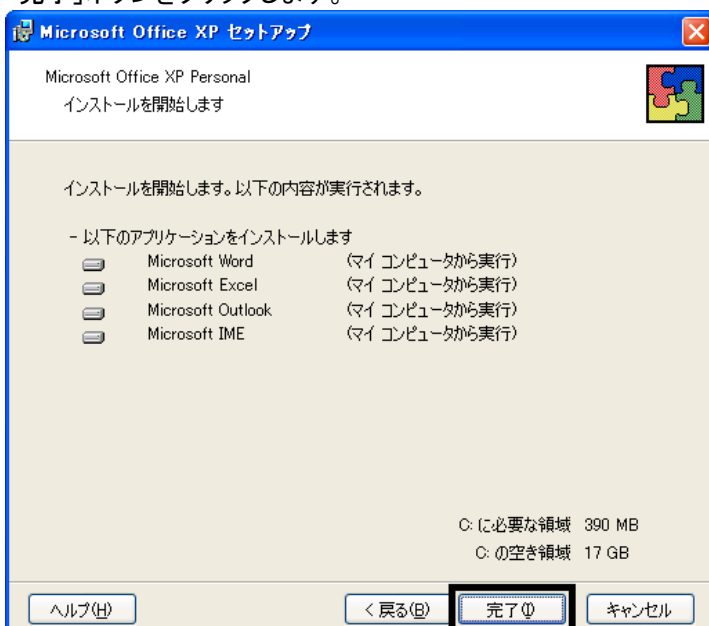 完了」ボタンをクリックします。
Microsoft Office XP セットアップ
Microsoft Office XP Personal
インストールを開始します
インストールを開始します。以下の内容が実行されます。
- 以下のアプリケーションをインストールします
Microsoft Word (マイ コンピュータから実行)
Microsoft Excel (マイ コンピュータから実行)
Microsoft Outlook (マイ コンピュータから実行)
Microsoft IME (マイ コンピュータから実行)
C: に必要な領域 390 MB
C: の空き領域 17 GB
ヘルプ(H) < 戻る(B) 完了(I) キャンセル